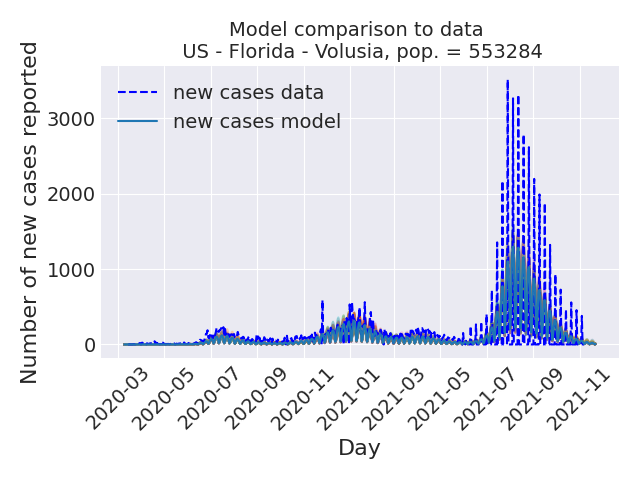 Model comparison to data
US - Florida - Volusia, pop. = 553284
Number of new cases reported
new cases data
new cases model
3000
2000
1000
0
2020-03
2020-05
2020-07
2020-09
2020-11
2021-01
2021-03
2021-05
2021-07
2021-09
2021-11
Day